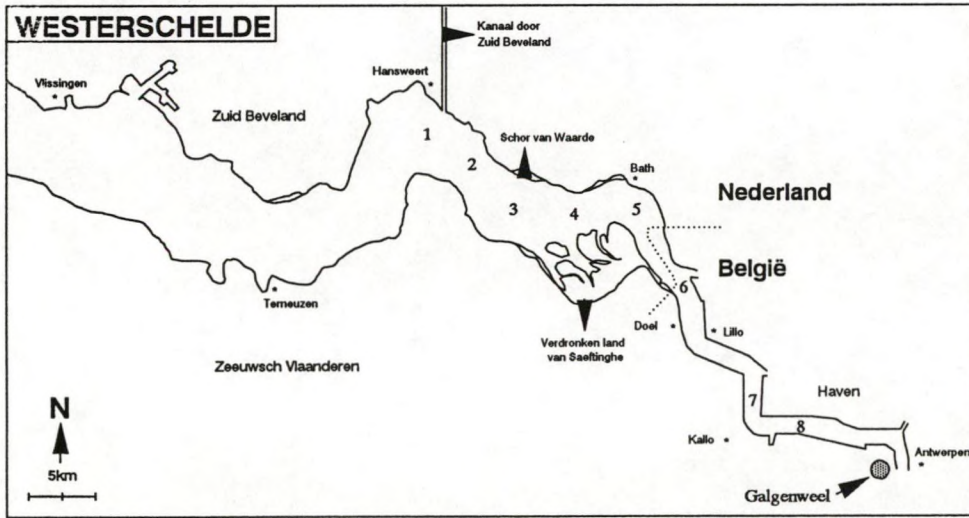 WESTERSCHELDE
Kanaal door
Zuid Beveland
Vlissingen
Hansweert
Zuid Beveland
1
Schor van Waarde
2
Bath
Nederland
3
4
5
België
6
Terneuzen
Doel
Lillo
Verdronken land
van Saeftinghe
Zeeuwsch Vlaanderen
Haven
N
7
8
Kallo
Antwerpen
5km
Galgenweel